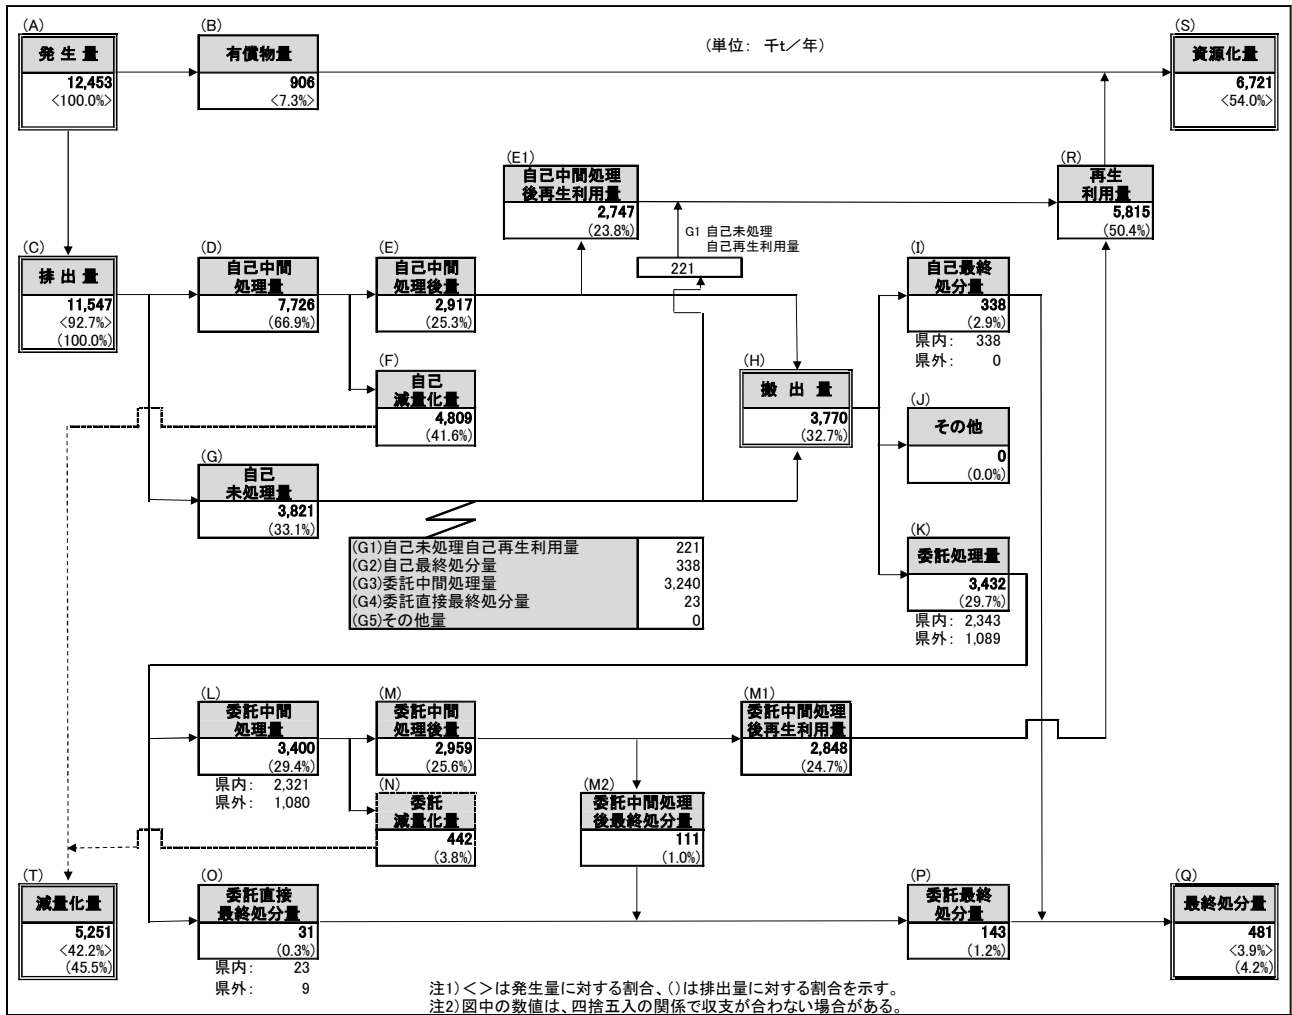 (A)
発生量
12,453
<100.0%>
(B)
有償物量
906
<7.3%>
(単位: 千t/年)
(S)
資源化量
6,721
<54.0%>
(E1)
自己中間処理
後再生利用量
2,747
(23.8%)
(R)
再生
利用量
5,815
(50.4%)
G1 自己未処理
自己再生利用量
221
(C)
排出量
11,547
<92.7%>
(100.0%)
(D)
自己中間
処理量
7,726
(66.9%)
(E)
自己中間
処理後量
2,917
(25.3%)
(I)
自己最終
処分量
338
(2.9%)
県内: 338
県外: 0
(F)
自己
減量化量
4,809
(41.6%)
(H)
搬出量
3,770
(32.7%)
(J)
その他
0
(0.0%)
(G)
自己
未処理量
3,821
(33.1%)
(G1)自己未処理自己再生利用量 221
(G2)自己最終処分量 338
(G3)委託中間処理量 3,240
(G4)委託直接最終処分量 23
(G5)その他量 0
(K)
委託処理量
3,432
(29.7%)
県内: 2,343
県外: 1,089
(L)
委託中間
処理量
3,400
(29.4%)
県内: 2,321
県外: 1,080
(M)
委託中間
処理後量
2,959
(25.6%)
(M1)
委託中間処理
後再生利用量
2,848
(24.7%)
(N)
委託
減量化量
442
(3.8%)
(M2)
委託中間処理
後最終処分量
111
(1.0%)
(T)
減量化量
5,251
<42.2%>
(45.5%)
(O)
委託直接
最終処分量
31
(0.3%)
県内: 23
県外: 9
(P)
委託最終
処分量
143
(1.2%)
(Q)
最終処分量
481
<3.9%>
(4.2%)
注1)<>は発生量に対する割合、()は排出量に対する割合を示す。
注2)図中の数値は、四捨五入の関係で収支が合わない場合がある。